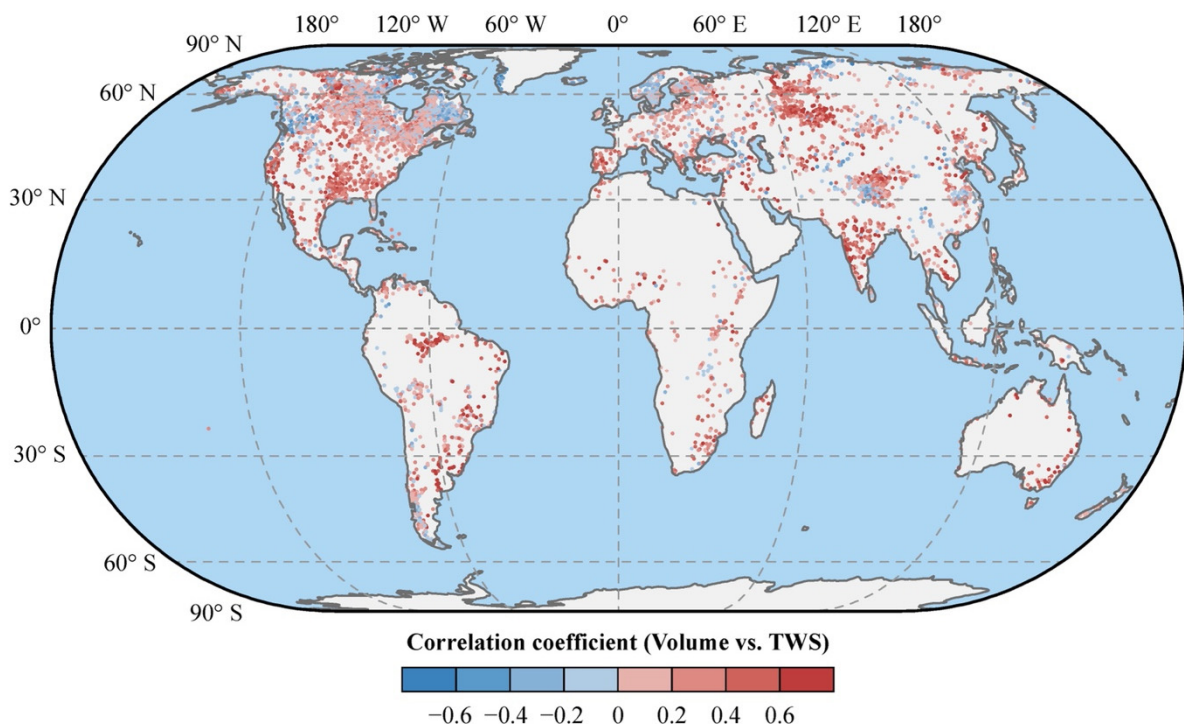 180° 120° W 60° W 0° 60° E 120° E 180°
90° N
60° N
30° N
0°
30° S
60° S
90° S
Correlation coefficient (Volume vs. TWS)
−0.6 −0.4 −0.2 0 0.2 0.4 0.6